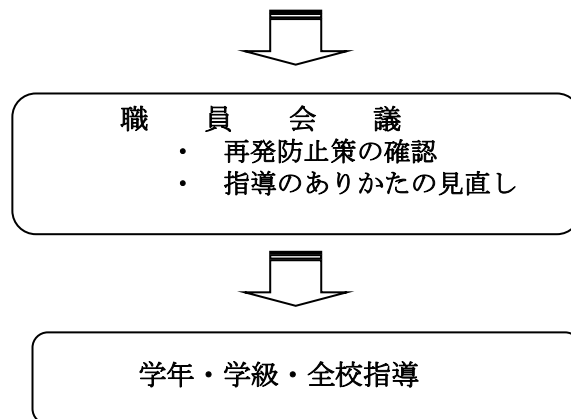 職　員　会　議
・　再発防止策の確認
・　指導のありかたの見直し
学年・学級・全校指導